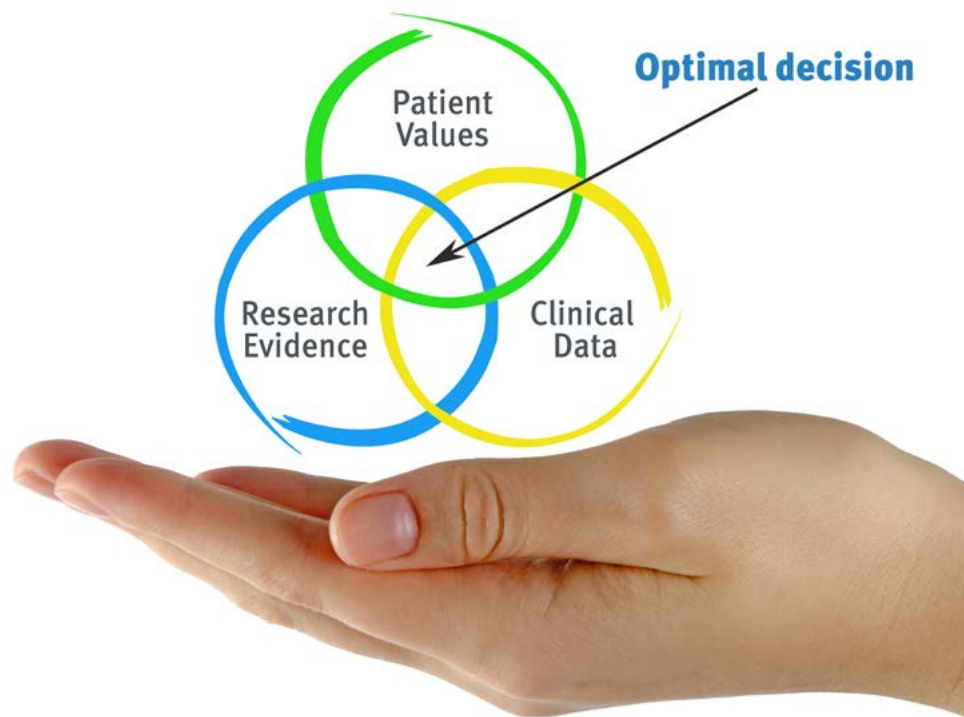 Optimal decision
Patient
Values
Research
Evidence
Clinical
Data